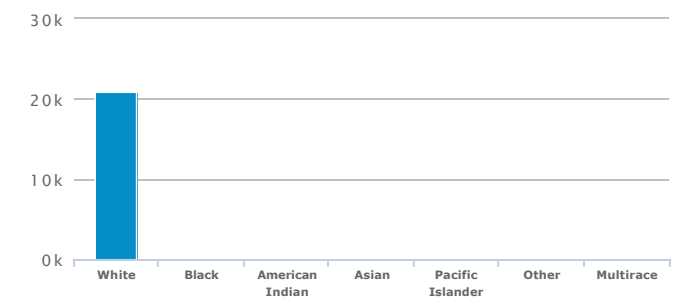 30k
20k
10k
0k
White Black American Asian Pacific Other Multirace
Indian Islander